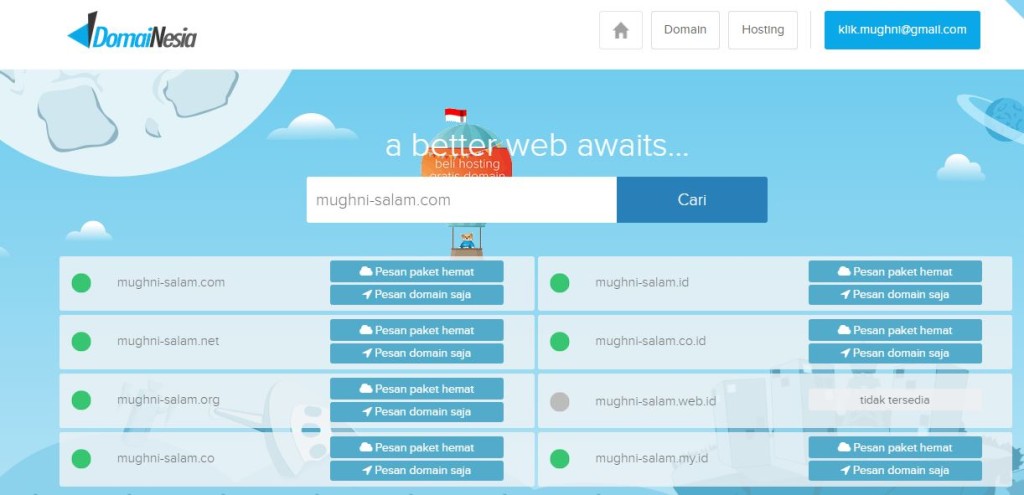 DomaiNesia
Domain
Hosting
klik.mughni@gmail.com
a better web awaits...
beli hosting
gratis domain
mughni-salam.com
Cari
mughni-salam.com
Pesan paket hemat
Pesan domain saja
mughni-salam.id
Pesan paket hemat
Pesan domain saja
mughni-salam.net
Pesan paket hemat
Pesan domain saja
mughni-salam.co.id
Pesan paket hemat
Pesan domain saja
mughni-salam.org
Pesan paket hemat
Pesan domain saja
mughni-salam.web.id
tidak tersedia
mughni-salam.co
Pesan paket hemat
Pesan domain saja
mughni-salam.my.id
Pesan paket hemat
Pesan domain saja